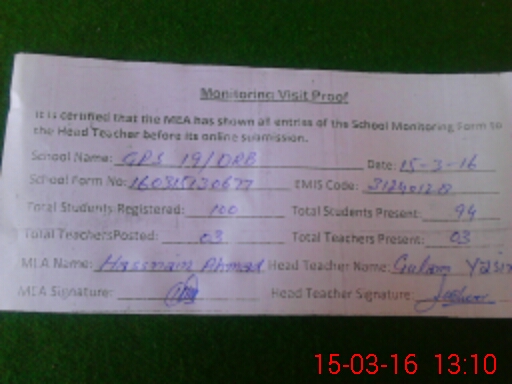 Monitoring Visit Proof
It is certified that the MEA has shown all entries of the School Monitoring Form to
the Head Teacher before its online submission.
School Name: GPS 19/DRB Date: 15-3-16
School Form No: 160315130677 EMIS Code: 31240128
Total Students Registered: 100 Total Students Present: 94
Total Teachers Posted: 03 Total Teachers Present: 03
MEA Name: Hassnain Ahmad Head Teacher Name: Gulam Yasin
MEA Signature: Head Teacher Signature:
15-03-16 13:10